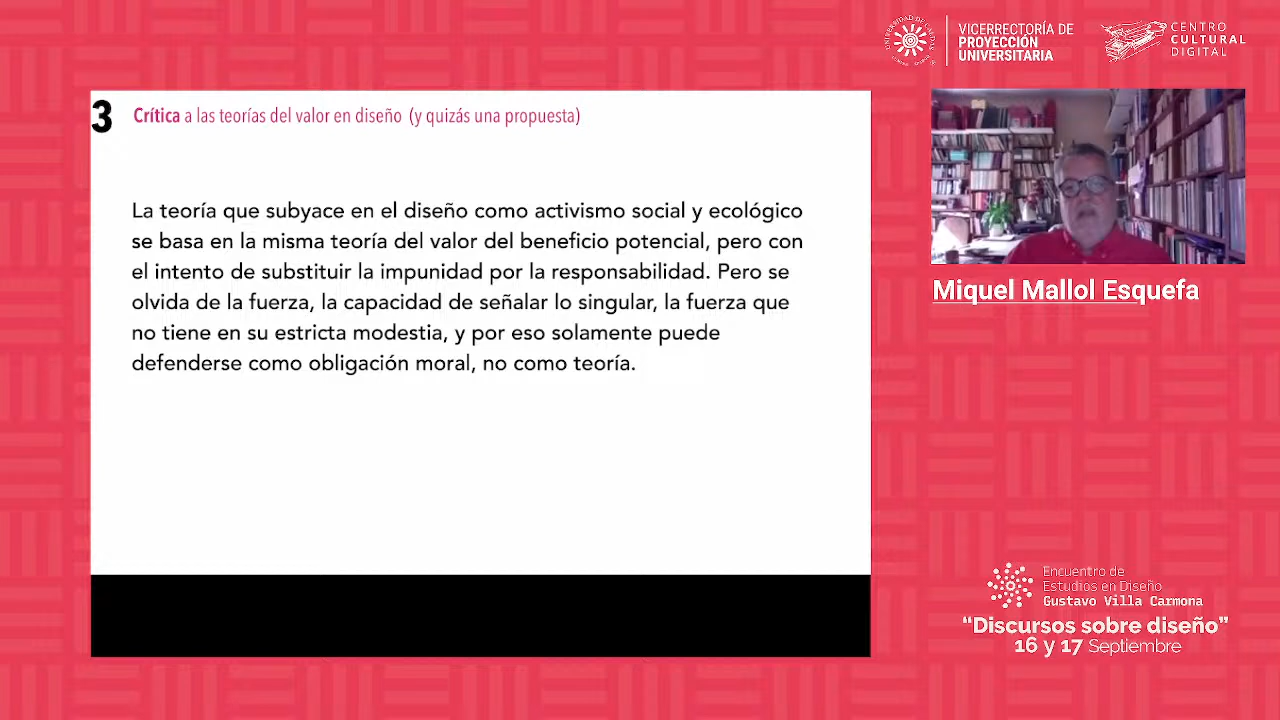 VICERRECTORÍA DE
PROYECCIÓN
UNIVERSITARIA
CENTRO
CULTURAL
DIGITAL
3
Crítica a las teorías del valor en diseño (y quizás una propuesta)
La teoría que subyace en el diseño como activismo social y ecológico
se basa en la misma teoría del valor del beneficio potencial, pero con
el intento de substituir la impunidad por la responsabilidad. Pero se
olvida de la fuerza, la capacidad de señalar lo singular, la fuerza que
no tiene en su estricta modestia, y por eso solamente puede
defenderse como obligación moral, no como teoría.
Miquel Mallol Esquefa
Encuentro de
Estudios en Diseño
Gustavo Villa Carmona
“Discursos sobre diseño”
16 y 17 Septiembre